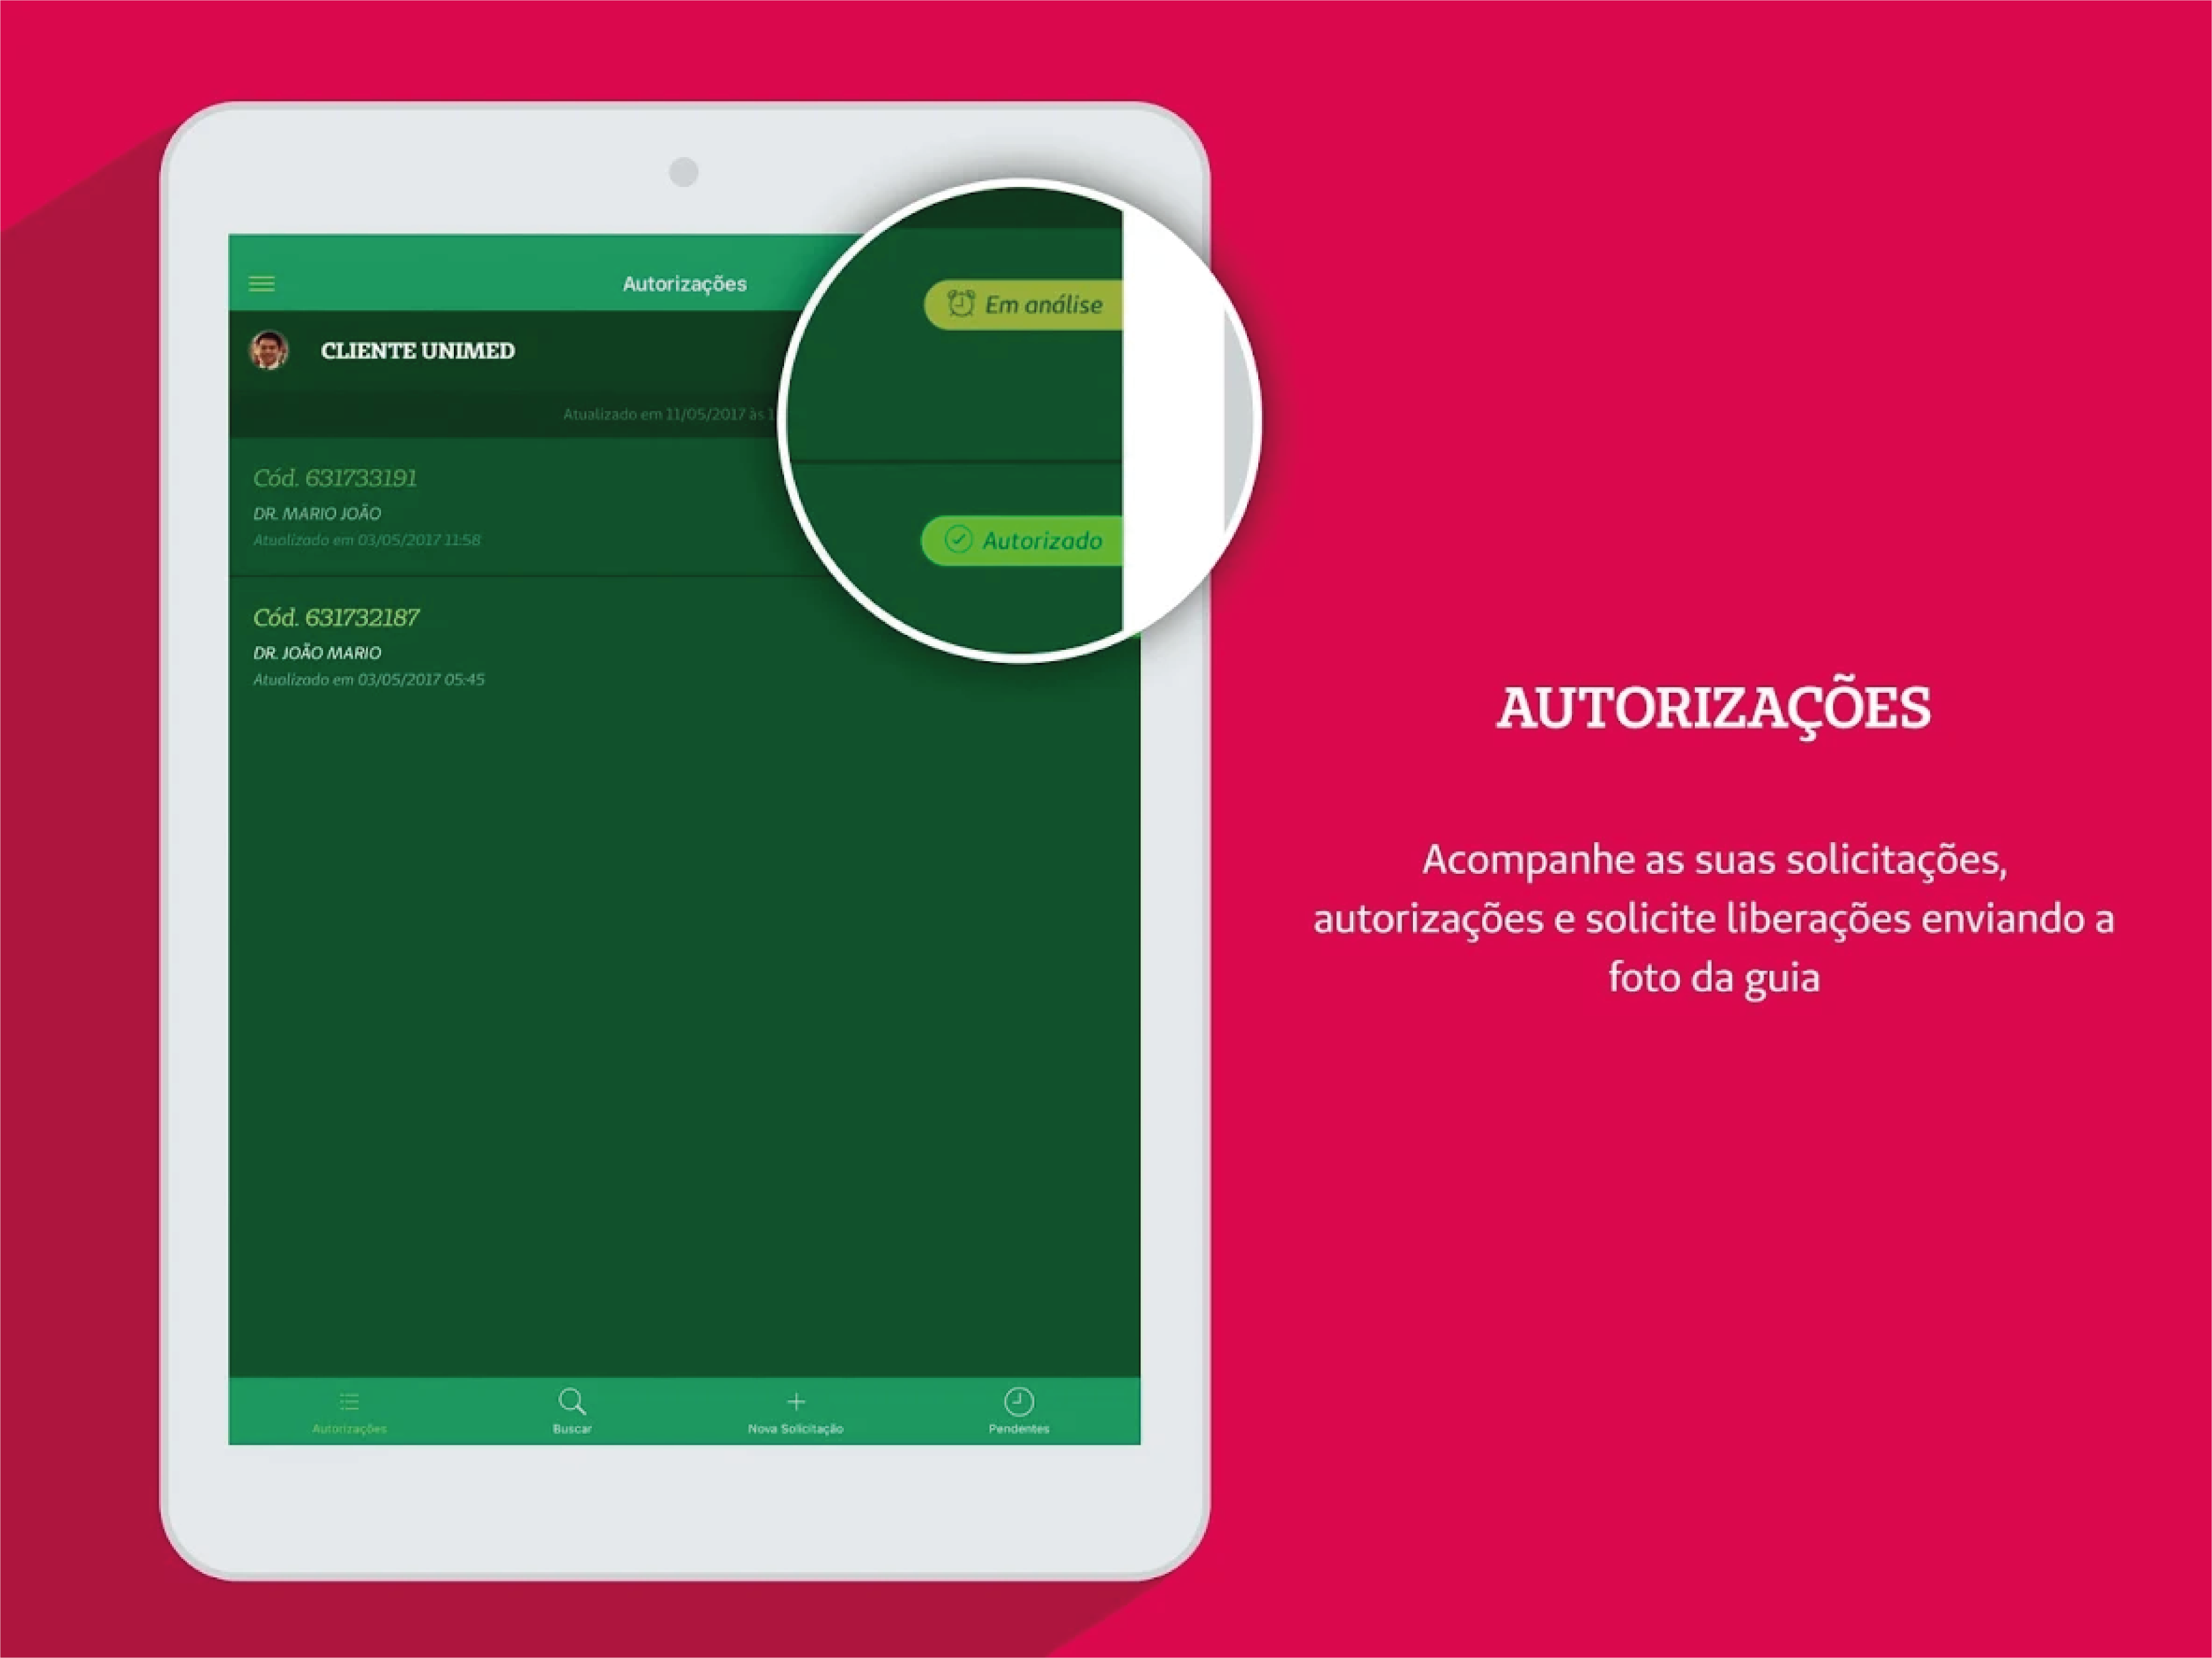 Autorizações
CLIENTE UNIMED
Atualizado em 11/05/2017 às 1
Em análise
Cód. 631733191
DR. MARIO JOÃO
Atualizado em 03/05/2017 11:58
Autorizado
Cód. 631732187
DR. JOÃO MARIO
Atualizado em 03/05/2017 05:45
Autorizações
Buscar
Nova Solicitação
Pendentes
AUTORIZAÇÕES
Acompanhe as suas solicitações,
autorizações e solicite liberações enviando a
foto da guia